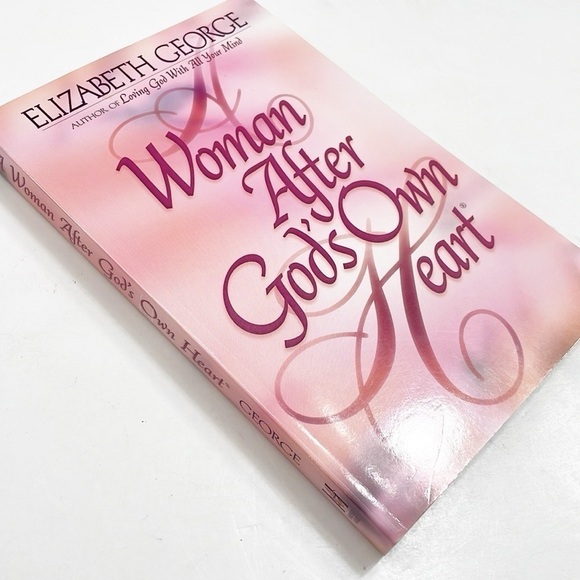 ELIZABETH GEORGE
AUTHOR OF Loving God With All Your Mind
A
Woman
After
God's Own
Heart®
A Woman After God's Own Heart™ GEORGE